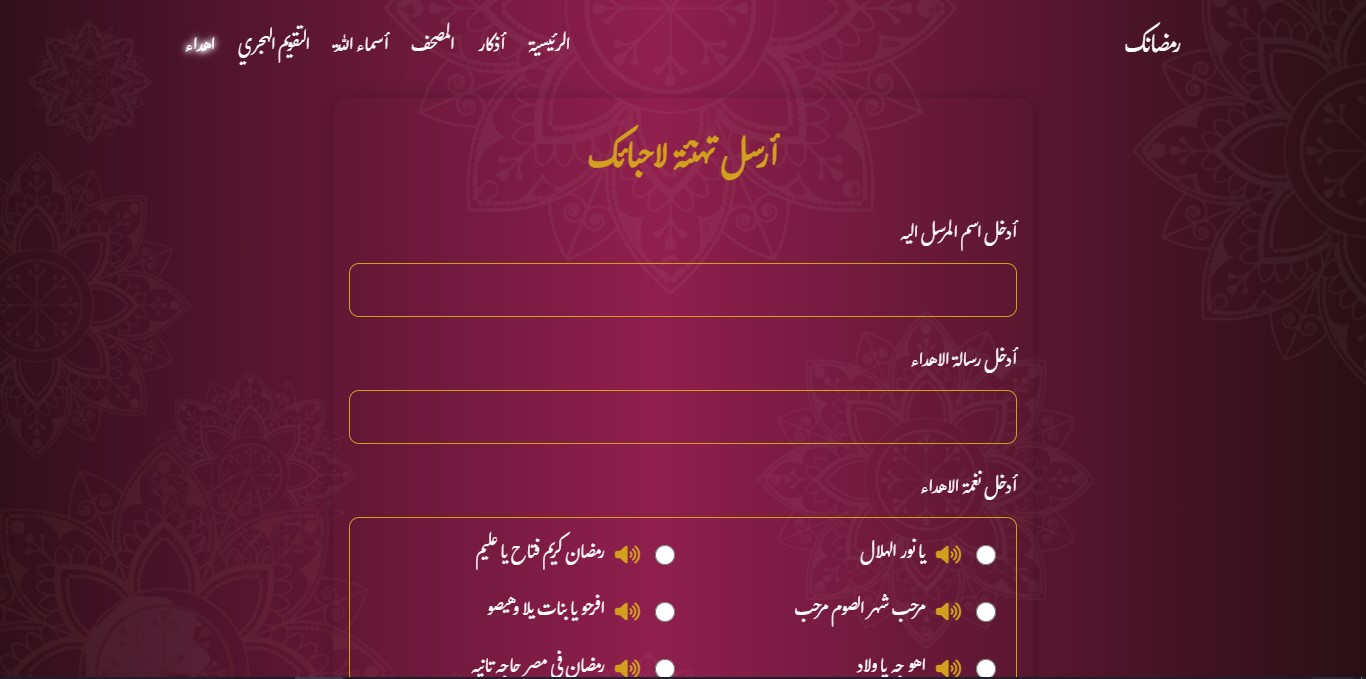 رمضانك
الرئيسية أذكار المصحف أسماء الله التقويم الهجري اهداء
أرسل تهنئة لاحبائك
أدخل اسم المرسل اليه
أدخل رسالة الاهداء
أدخل نغمة الاهداء
يا نور الهلال رمضان كريم فتاح يا عليم
مرحب شهر الصوم مرحب افرحو يا بنات يلا وهيصو
اهو جه يا ولاد رمضان في مصر حاجه تانيه